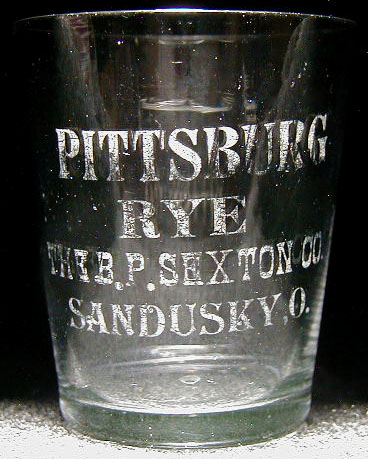 PITTSBURG
RYE
THE B.P. SEXTON CO.
SANDUSKY, O.